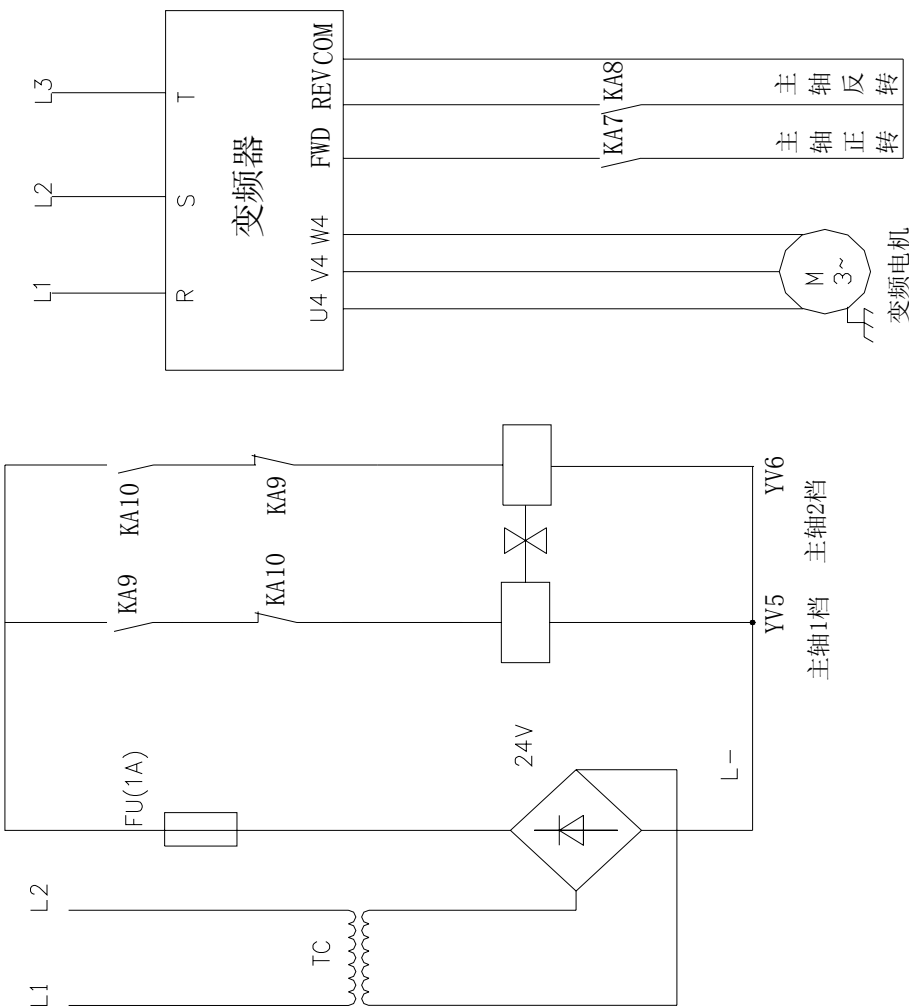 L3
L2
L1
T
S
R
变频器
COM
REV
FWD
W4
V4
U4
KA8
KA7
主轴反转
主轴正转
M
3~
变频电机
KA10
KA9
KA9
KA10
YV6
主轴2档
YV5
主轴1档
FU(1A)
24V
L-
L2
L1
TC